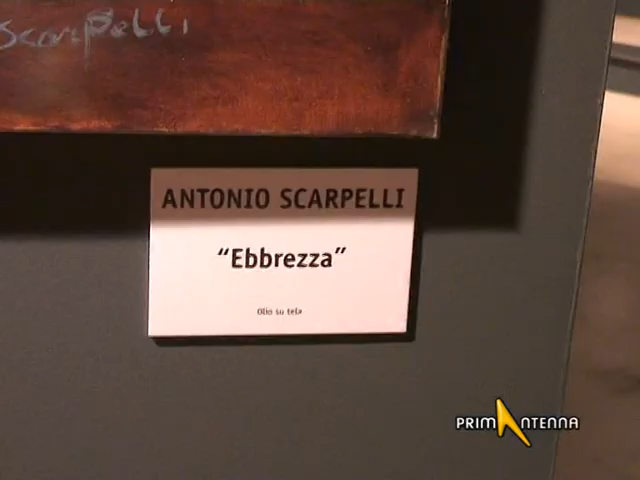 Scarpelli
ANTONIO SCARPELLI
“Ebbrezza”
Olio su tela
PRIMANTENNA